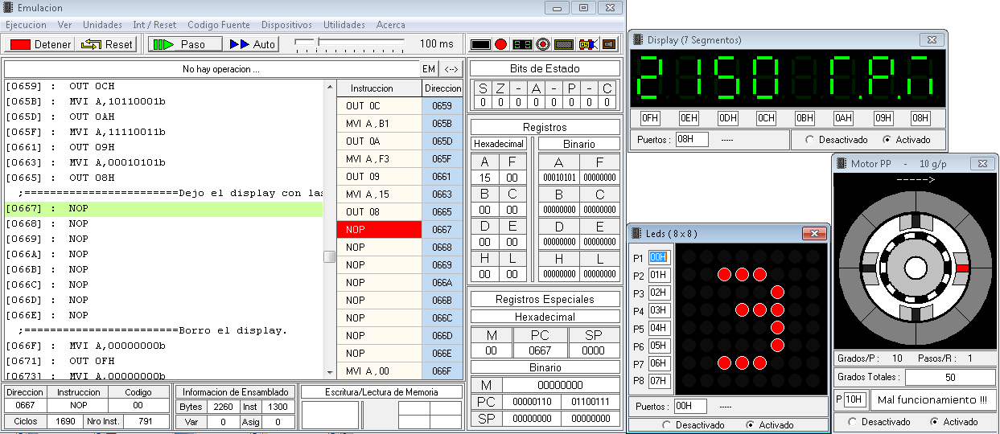 Emulacion
Ejecucion Ver Unidades Int / Reset Codigo Fuente Dispositivos Utilidades Acerca
Detener Reset Paso Auto 100 ms
No hay operacion ... EM <-->
[0659] : OUT 0CH
[065B] : MVI A,10110001b
[065D] : OUT 0AH
[065F] : MVI A,11110011b
[0661] : OUT 09H
[0663] : MVI A,00010101b
[0665] : OUT 08H
;========================Dejo el display con las
[0667] : NOP
[0668] : NOP
[0669] : NOP
[066A] : NOP
[066B] : NOP
[066C] : NOP
[066D] : NOP
[066E] : NOP
;========================Borro el display.
[066F] : MVI A,00000000b
[0671] : OUT 0FH
[0673] : MVI A,00000000b
Instruccion Direccion
OUT 0C 0659
MVI A,B1 065B
OUT 0A 065D
MVI A,F3 065F
OUT 09 0661
MVI A,15 0663
OUT 08 0665
NOP 0667
NOP 0668
NOP 0669
NOP 066A
NOP 066B
NOP 066C
NOP 066D
NOP 066E
MVI A,00 066F
Direccion Instruccion Codigo
0667 NOP 00
Ciclos 1690 Nro Inst. 791
Informacion de Ensamblado
Bytes 2260 Inst 1300
Var 0 Asig 0
Escritura/Lectura de Memoria
Bits de Estado
S Z - A - P - C
0 0 0 0 0 0 0 0
Registros
Hexadecimal Binario
A F A F
15 00 00010101 00000000
B C B C
00 00 00000000 00000000
D E D E
00 00 00000000 00000000
H L H L
00 00 00000000 00000000
Registros Especiales
Hexadecimal
M PC SP
00 0667 0000
Binario
M 00000000
PC 00000110 01100111
SP 00000000 00000000
Display (7 Segmentos)
2150 r.P.n
0FH 0EH 0DH 0CH 0BH 0AH 09H 08H
Puertos : 08H ----- Desactivado Activado
Leds ( 8 x 8 )
P1 00H
P2 01H
P3 02H
P4 03H
P5 04H
P6 05H
P7 06H
P8 07H
Puertos : 00H -----
Desactivado Activado
Motor PP - 10 g/p
----->
Grados/P : 10 Pasos/R : 1
Grados Totales : 50
P 10H Mal funcionamiento !!!
Desactivado Activado